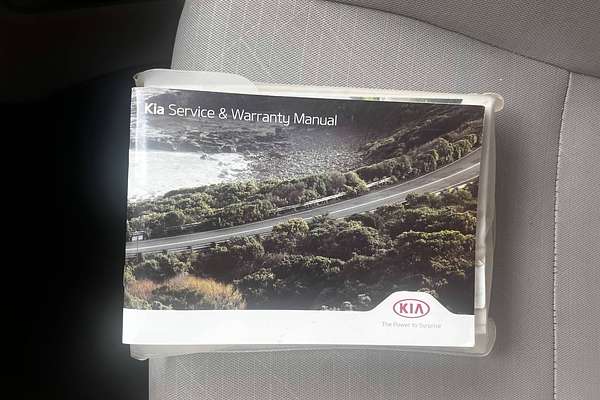 Kia Service & Warranty Manual
KIA
The Power to Surprise